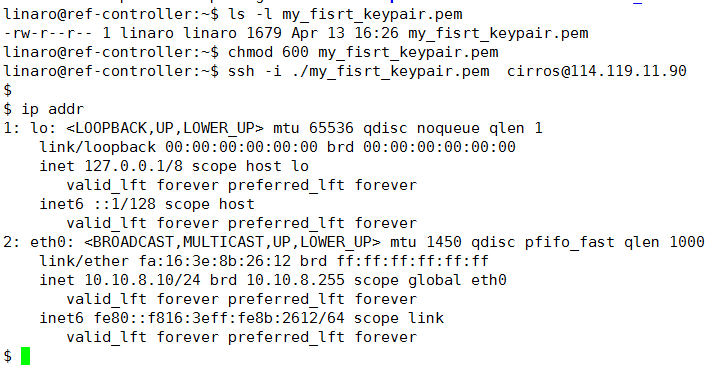 linaro@ref-controller:~$ ls -l my_fisrt_keypair.pem
-rw-r--r-- 1 linaro linaro 1679 Apr 13 16:26 my_fisrt_keypair.pem
linaro@ref-controller:~$ chmod 600 my_fisrt_keypair.pem
linaro@ref-controller:~$ ssh -i ./my_fisrt_keypair.pem  cirros@114.119.11.90
$
$ ip addr
1: lo: <LOOPBACK,UP,LOWER_UP> mtu 65536 qdisc noqueue qlen 1
    link/loopback 00:00:00:00:00:00 brd 00:00:00:00:00:00
    inet 127.0.0.1/8 scope host lo
       valid_lft forever preferred_lft forever
    inet6 ::1/128 scope host
       valid_lft forever preferred_lft forever
2: eth0: <BROADCAST,MULTICAST,UP,LOWER_UP> mtu 1450 qdisc pfifo_fast qlen 1000
    link/ether fa:16:3e:8b:26:12 brd ff:ff:ff:ff:ff:ff
    inet 10.10.8.10/24 brd 10.10.8.255 scope global eth0
       valid_lft forever preferred_lft forever
    inet6 fe80::f816:3eff:fe8b:2612/64 scope link
       valid_lft forever preferred_lft forever
$